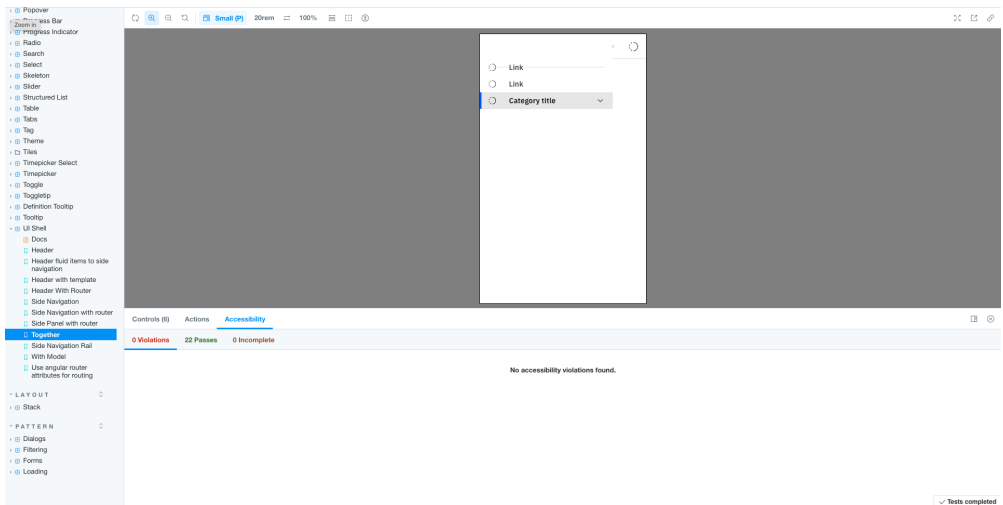 Popover
Progress Bar
Zoom in
Progress Indicator
Radio
Search
Select
Skeleton
Slider
Structured List
Table
Tabs
Tag
Theme
Tiles
Timepicker Select
Timepicker
Toggle
Toggletip
Definition Tooltip
Tooltip
UI Shell
Docs
Header
Header fluid items to side
navigation
Header with template
Header With Router
Side Navigation
Side Navigation with router
Side Panel with router
Together
Side Navigation Rail
With Model
Use angular router
attributes for routing
LAYOUT
Stack
PATTERN
Dialogs
Filtering
Forms
Loading
Small (P) 20rem 100%
Link
Link
Category title
Controls (6) Actions Accessibility
0 Violations 22 Passes 0 Incomplete
No accessibility violations found.
Tests completed